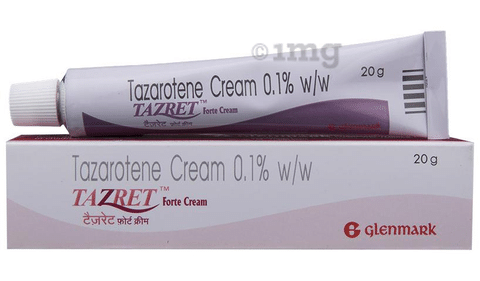 ©1mg
Tazarotene Cream 0.1% w/w
20 g
TAZRET™ Forte Cream
टैज़रेट फ़ोर्ट क्रीम
Tazarotene Cream 0.1% w/w
20 g
TAZRET™ Forte Cream
टैज़रेट फ़ोर्ट क्रीम
G glenmark